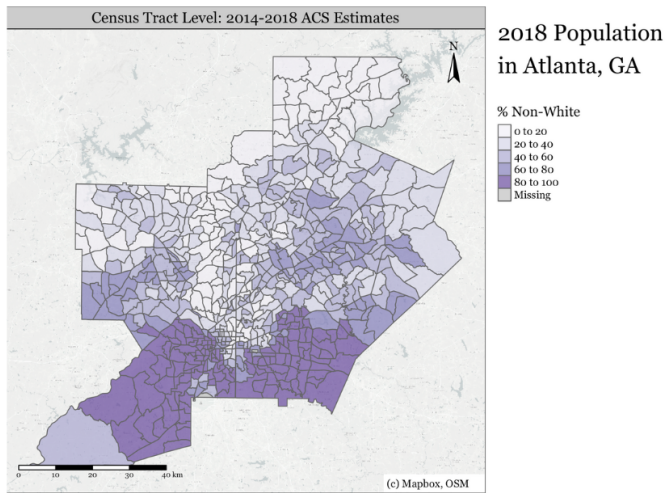 Census Tract Level: 2014-2018 ACS Estimates
2018 Population
in Atlanta, GA
N
% Non-White
0 to 20
20 to 40
40 to 60
60 to 80
80 to 100
Missing
0 10 20 30 40 km
(c) Mapbox, OSM